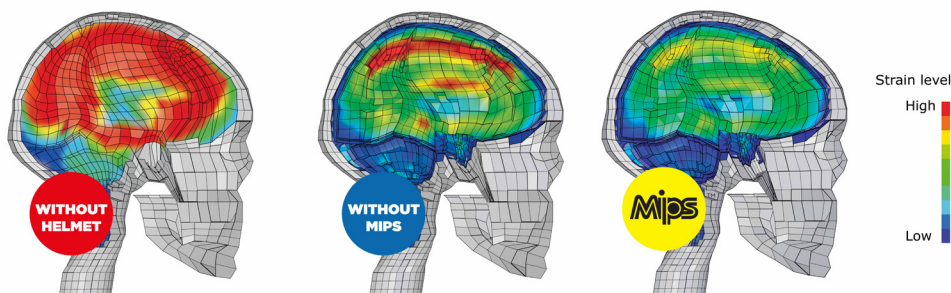 WITHOUT
HELMET
WITHOUT
MIPS
Mips
Strain level
High
Low